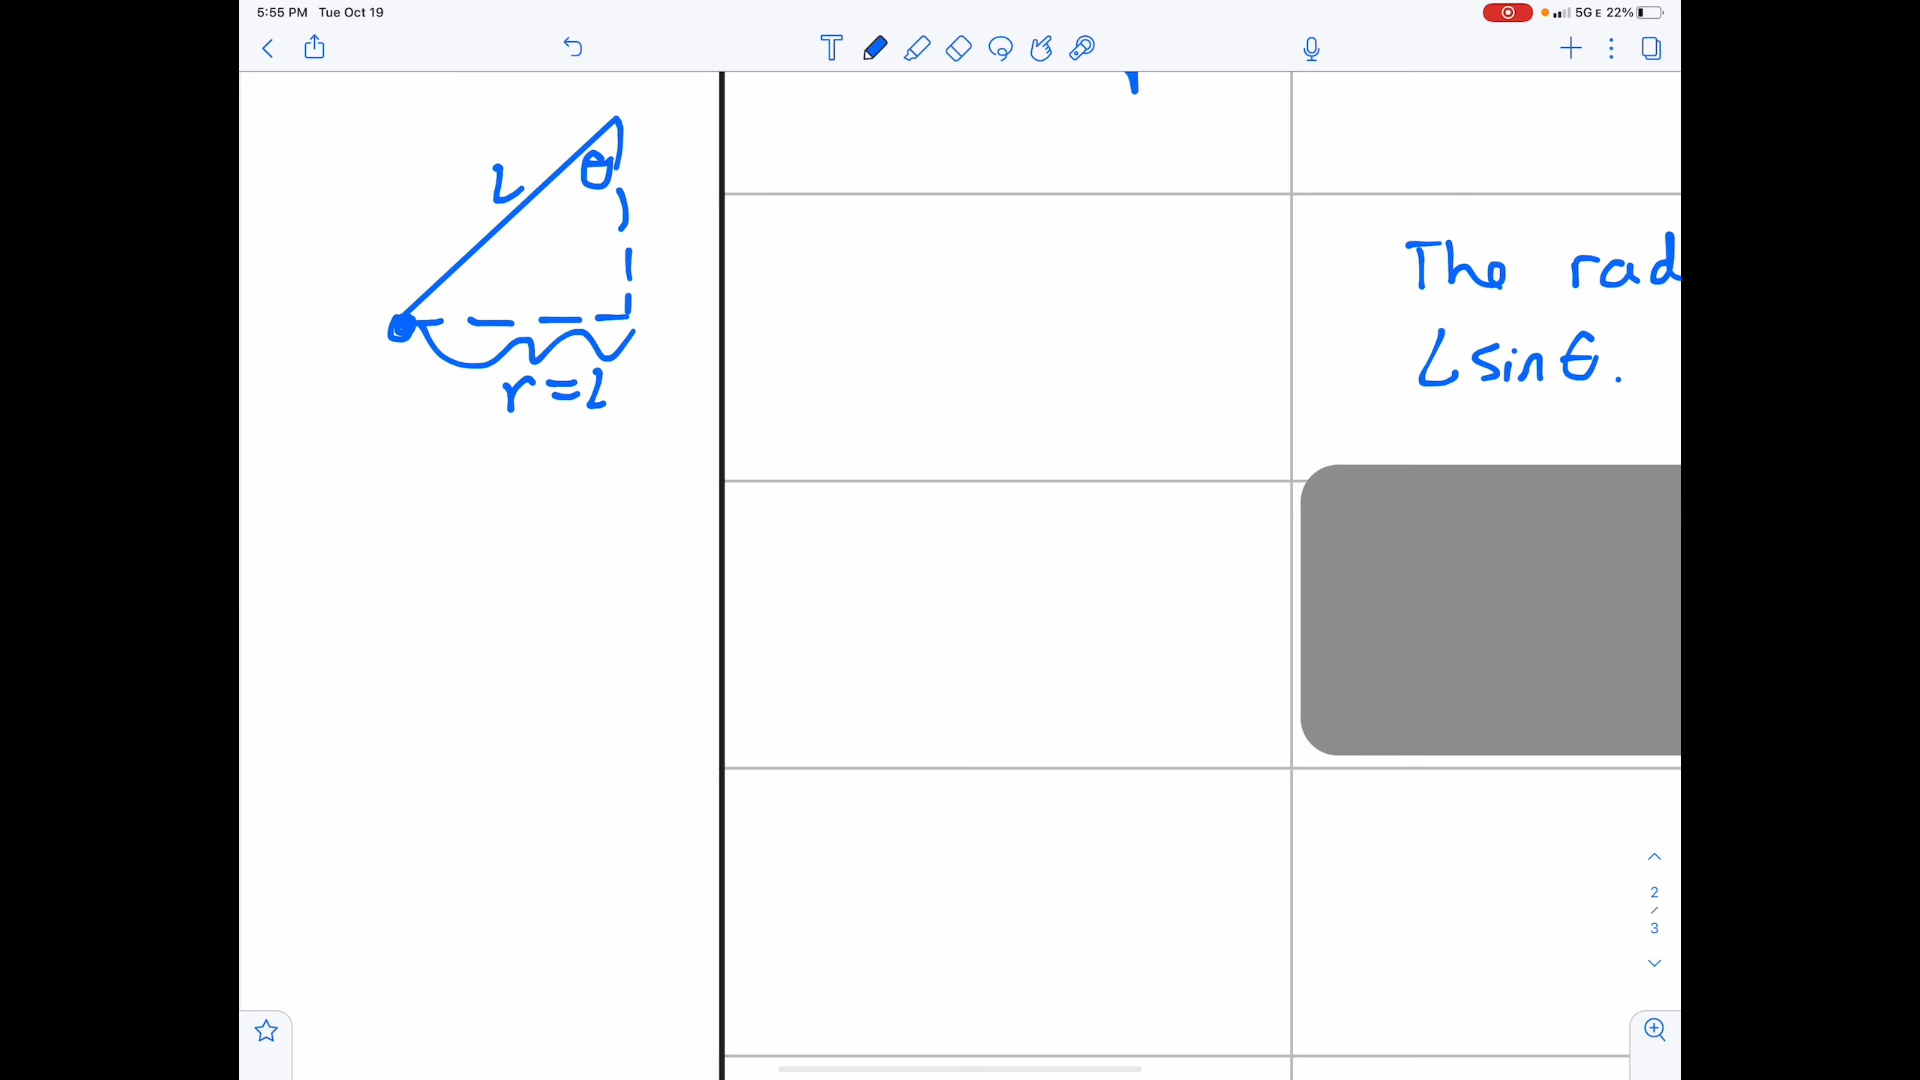 5:55 PM Tue Oct 19
5G E 22%
L
θ
r = L
The rad
L sin θ.
2
/
3